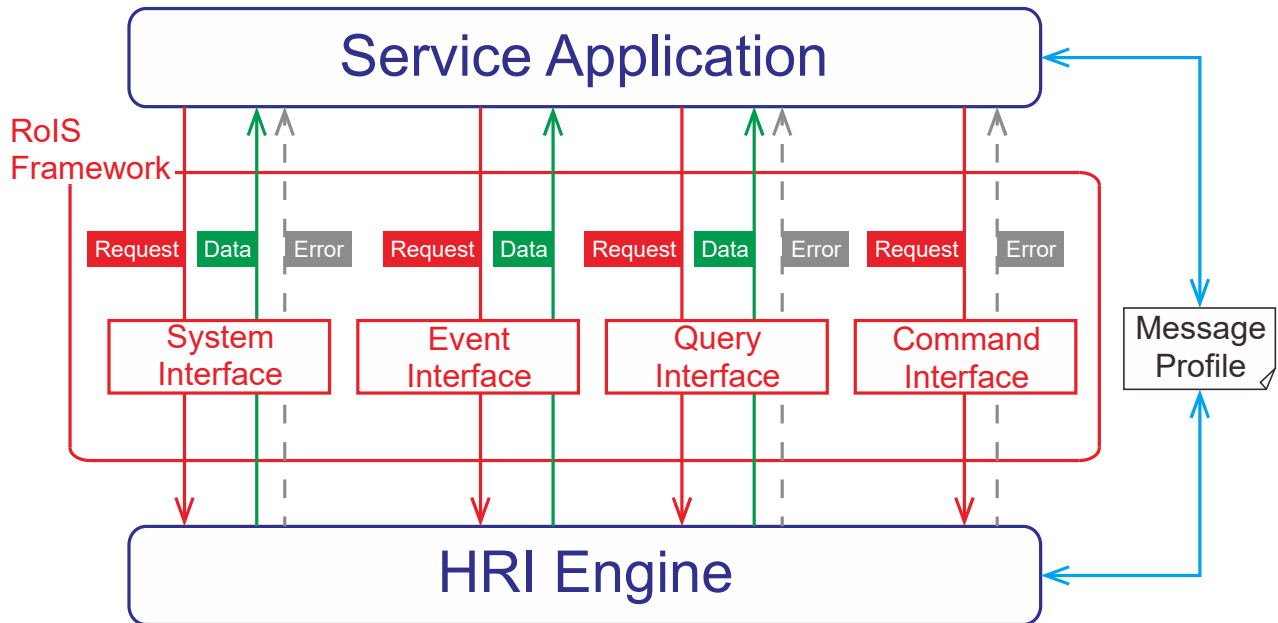 Service Application
RoIS
Framework
Request
Data
Error
Request
Data
Request
Data
Error
Request
Error
System
Interface
Event
Interface
Query
Interface
Command
Interface
Message
Profile
HRI Engine